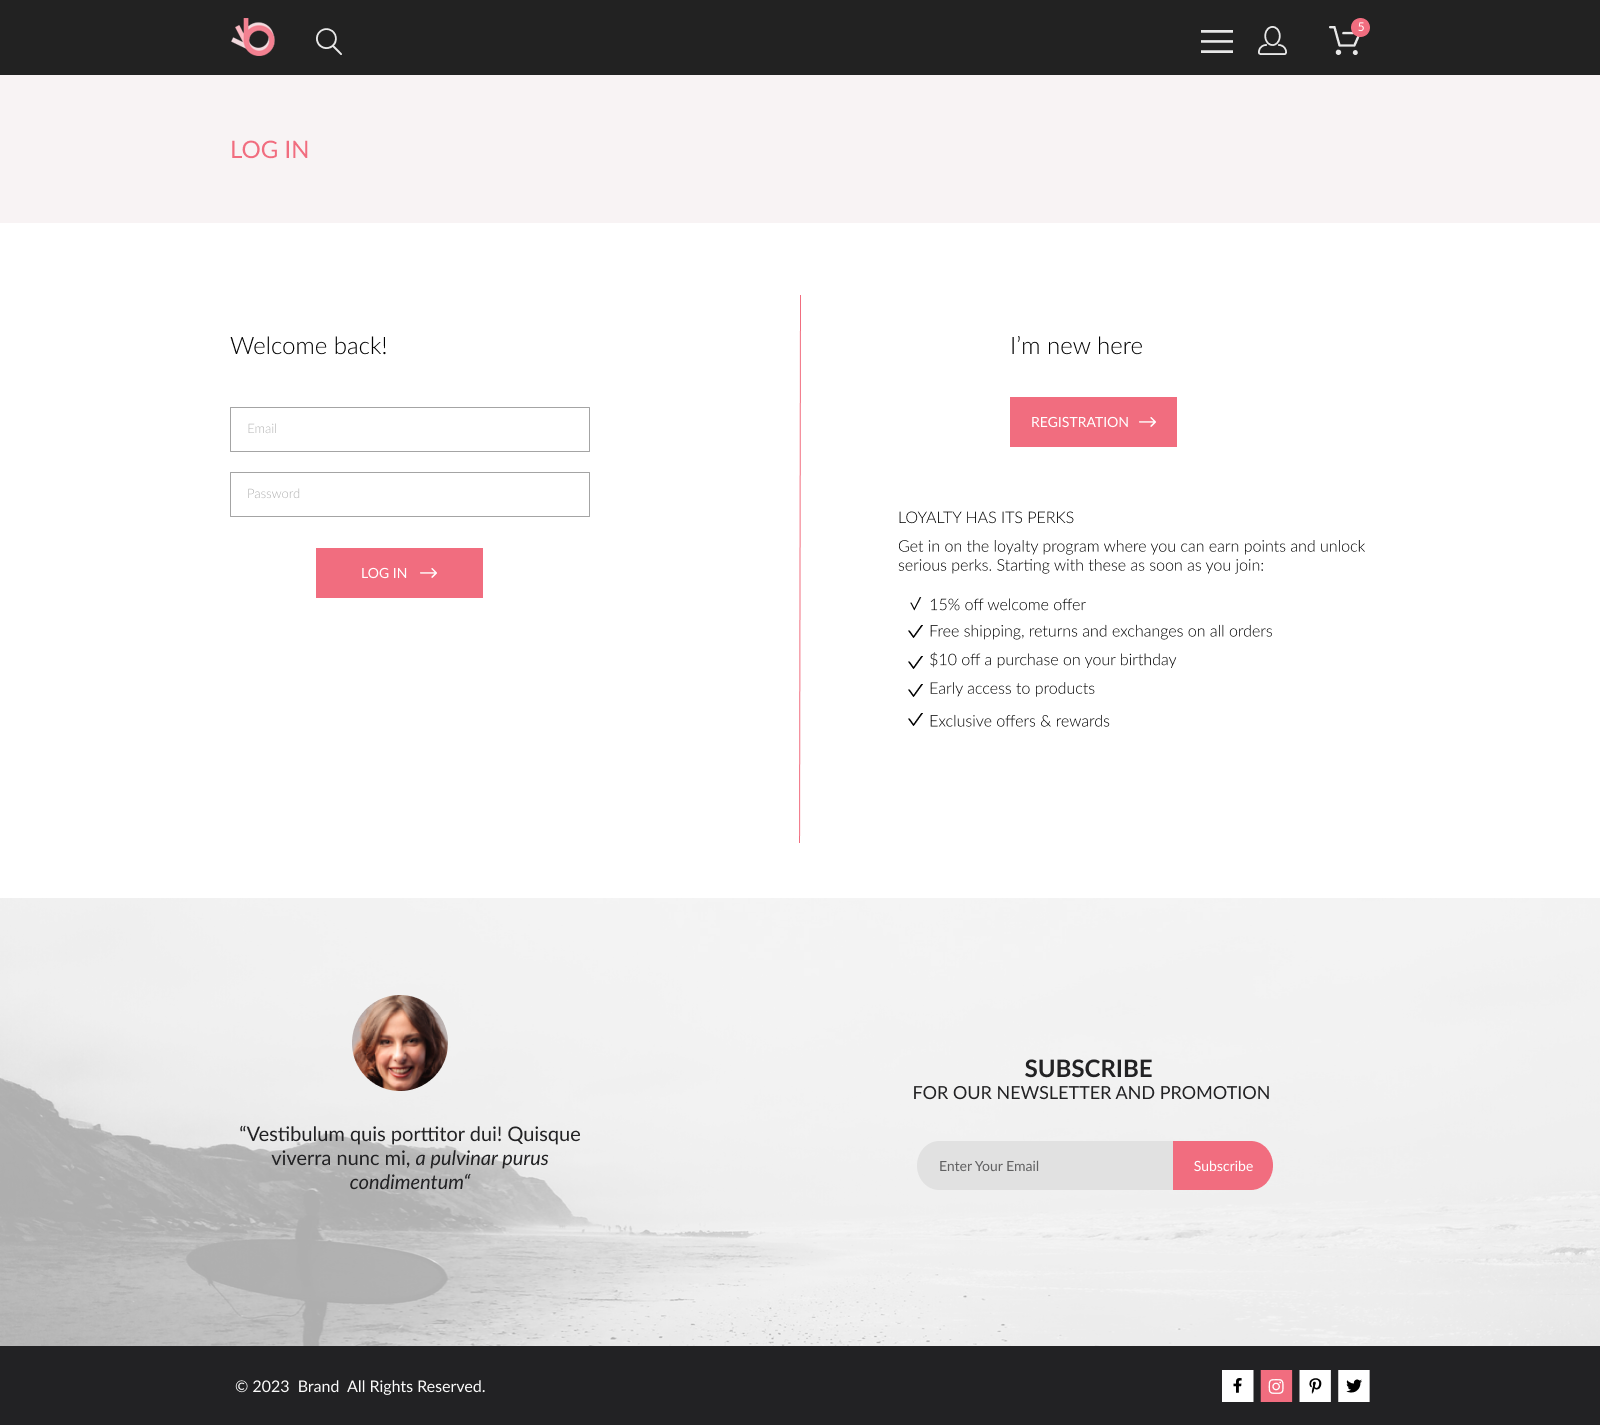 5
LOG IN
Welcome back!
Email
Password
LOG IN
I’m new here
REGISTRATION
LOYALTY HAS ITS PERKS
Get in on the loyalty program where you can earn points and unlock
serious perks. Starting with these as soon as you join:
15% off welcome offer
Free shipping, returns and exchanges on all orders
$10 off a purchase on your birthday
Early access to products
Exclusive offers & rewards
“Vestibulum quis porttitor dui! Quisque
viverra nunc mi, a pulvinar purus
condimentum“
SUBSCRIBE
FOR OUR NEWSLETTER AND PROMOTION
Enter Your Email
Subscribe
© 2023  Brand  All Rights Reserved.